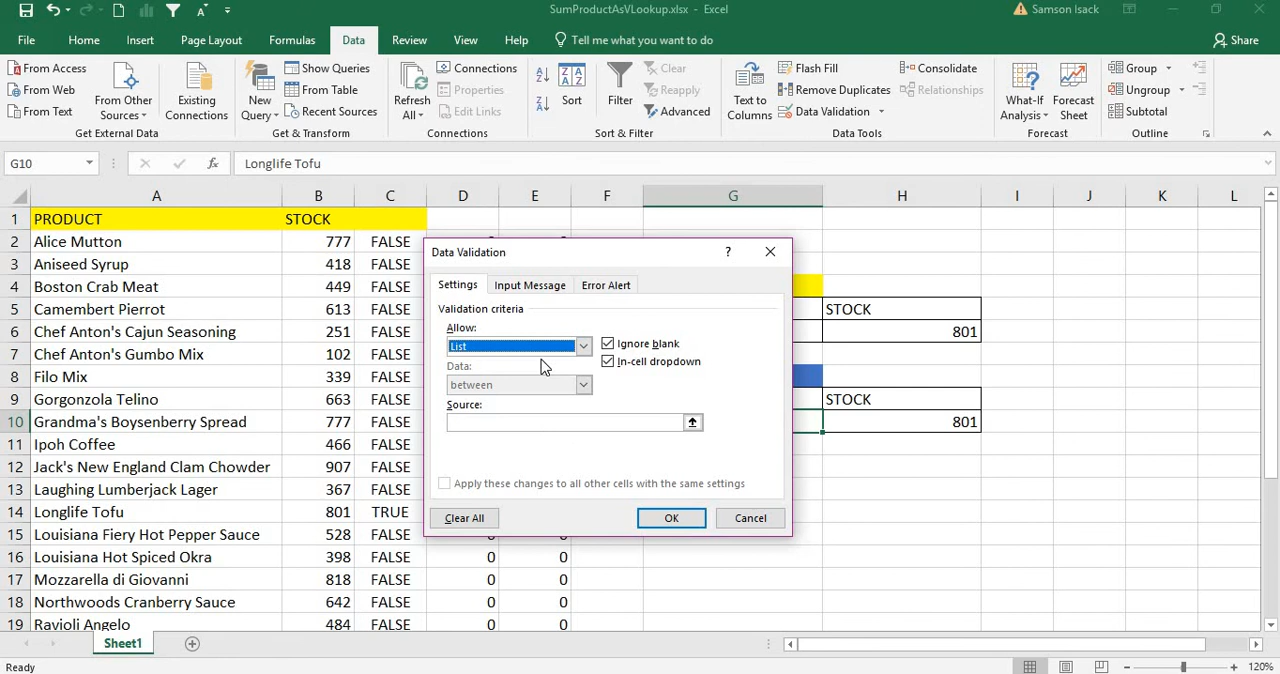 SumProductAsVLookup.xlsx - Excel
Samson Isack
File Home Insert Page Layout Formulas Data Review View Help Tell me what you want to do Share
From Access
From Web
From Text
From Other Sources
Existing Connections
Get External Data
New Query
Show Queries
From Table
Recent Sources
Get & Transform
Refresh All
Connections
Properties
Edit Links
Connections
Sort
Filter
Clear
Reapply
Advanced
Sort & Filter
Text to Columns
Flash Fill
Remove Duplicates
Data Validation
Consolidate
Relationships
Data Tools
What-If Analysis
Forecast Sheet
Forecast
Group
Ungroup
Subtotal
Outline
G10 fx Longlife Tofu
A B C D E F G H I J K L
1 PRODUCT STOCK
2 Alice Mutton 777 FALSE
3 Aniseed Syrup 418 FALSE
4 Boston Crab Meat 449 FALSE
5 Camembert Pierrot 613 FALSE STOCK
6 Chef Anton's Cajun Seasoning 251 FALSE 801
7 Chef Anton's Gumbo Mix 102 FALSE
8 Filo Mix 339 FALSE
9 Gorgonzola Telino 663 FALSE STOCK
10 Grandma's Boysenberry Spread 777 FALSE 801
11 Ipoh Coffee 466 FALSE
12 Jack's New England Clam Chowder 907 FALSE
13 Laughing Lumberjack Lager 367 FALSE
14 Longlife Tofu 801 TRUE
15 Louisiana Fiery Hot Pepper Sauce 528 FALSE 0 0
16 Louisiana Hot Spiced Okra 398 FALSE 0 0
17 Mozzarella di Giovanni 818 FALSE 0 0
18 Northwoods Cranberry Sauce 642 FALSE 0 0
19 Ravioli Angelo 484 FALSE 0 0
Data Validation ?
Settings Input Message Error Alert
Validation criteria
Allow:
List
Ignore blank
In-cell dropdown
Data:
between
Source:
Apply these changes to all other cells with the same settings
Clear All OK Cancel
Sheet1
Ready 120%